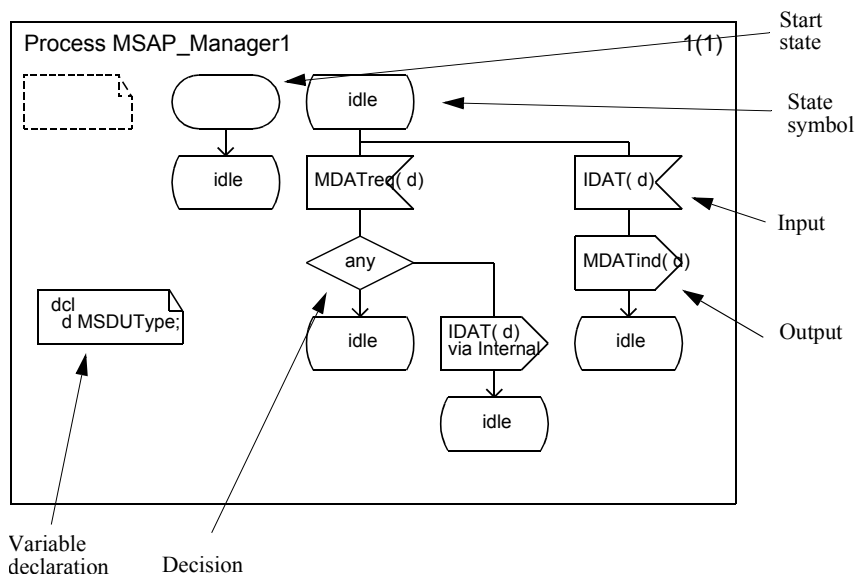 Process MSAP_Manager1
1(1)
Start
state
idle
State
symbol
idle
MDATreq( d)
IDAT( d)
Input
any
MDATind( d)
dcl
d MSDUType;
idle
IDAT( d)
via Internal
idle
Output
idle
Variable
declaration
Decision